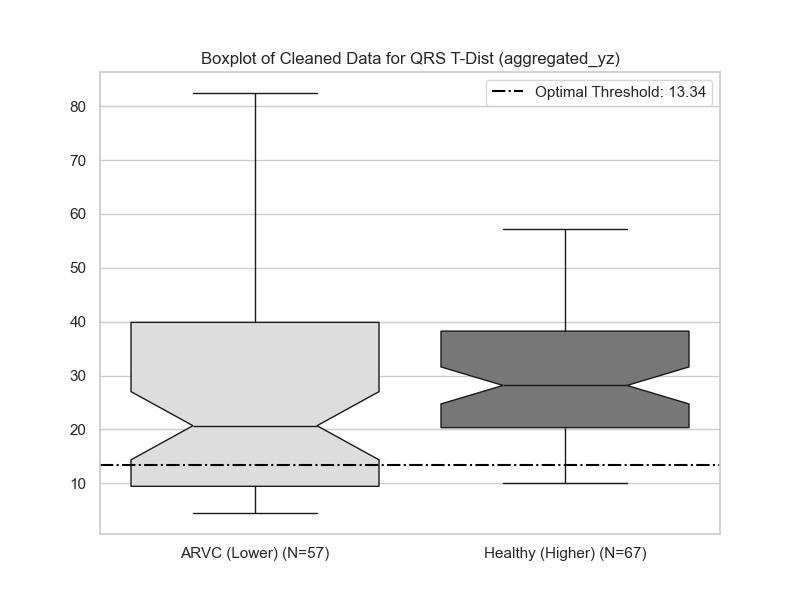 Boxplot of Cleaned Data for QRS T-Dist (aggregated_yz)
Optimal Threshold: 13.34
80
70
60
50
40
30
20
10
ARVC (Lower) (N=57)
Healthy (Higher) (N=67)